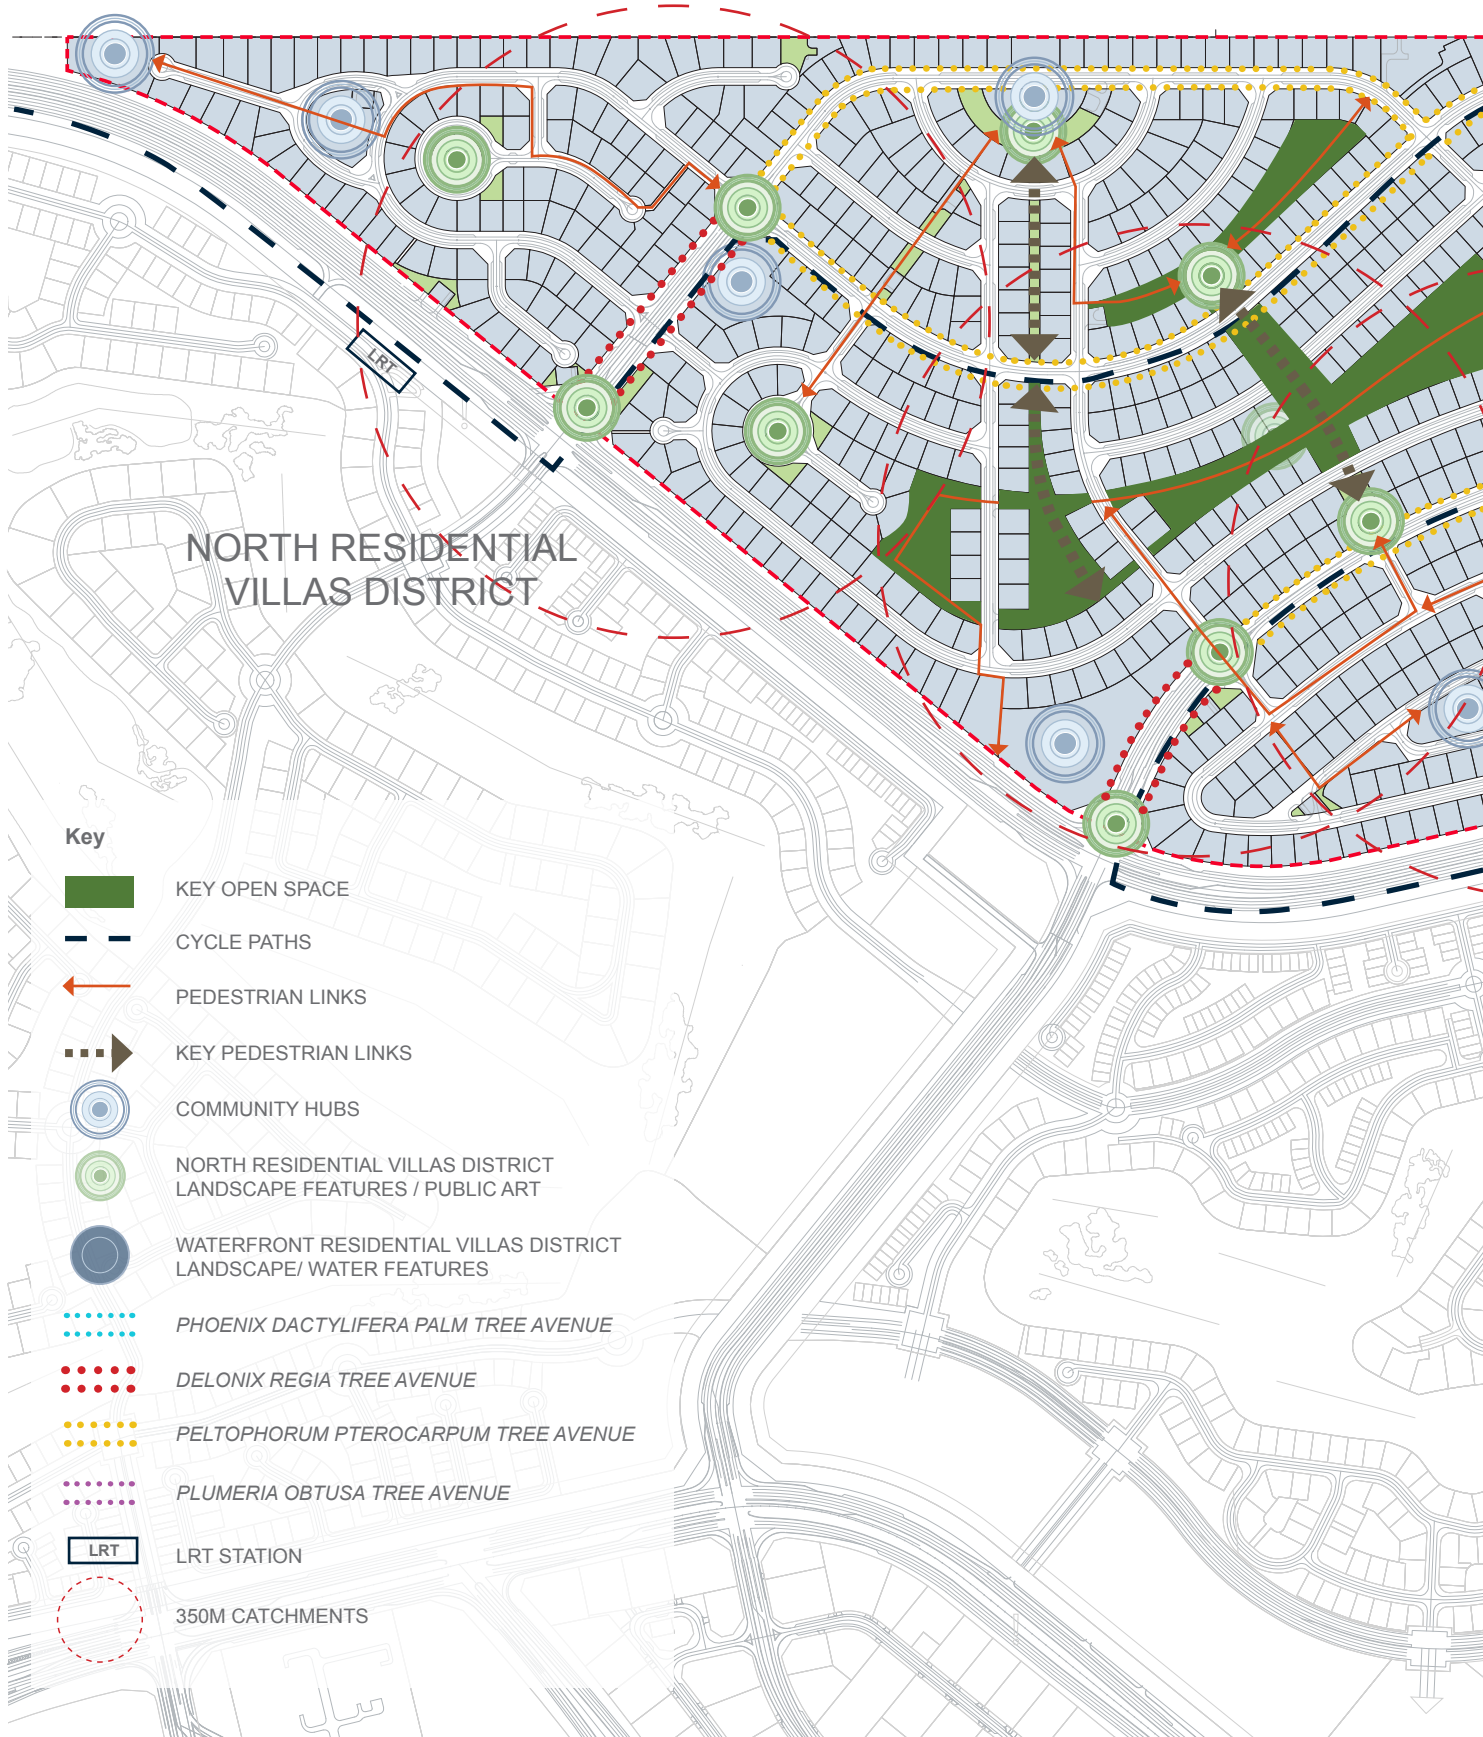 LRT
NORTH RESIDENTIAL
VILLAS DISTRICT
Key
KEY OPEN SPACE
CYCLE PATHS
PEDESTRIAN LINKS
KEY PEDESTRIAN LINKS
COMMUNITY HUBS
NORTH RESIDENTIAL VILLAS DISTRICT
LANDSCAPE FEATURES / PUBLIC ART
WATERFRONT RESIDENTIAL VILLAS DISTRICT
LANDSCAPE/ WATER FEATURES
PHOENIX DACTYLIFERA PALM TREE AVENUE
DELONIX REGIA TREE AVENUE
PELTOPHORUM PTEROCARPUM TREE AVENUE
PLUMERIA OBTUSA TREE AVENUE
LRT
LRT STATION
350M CATCHMENTS